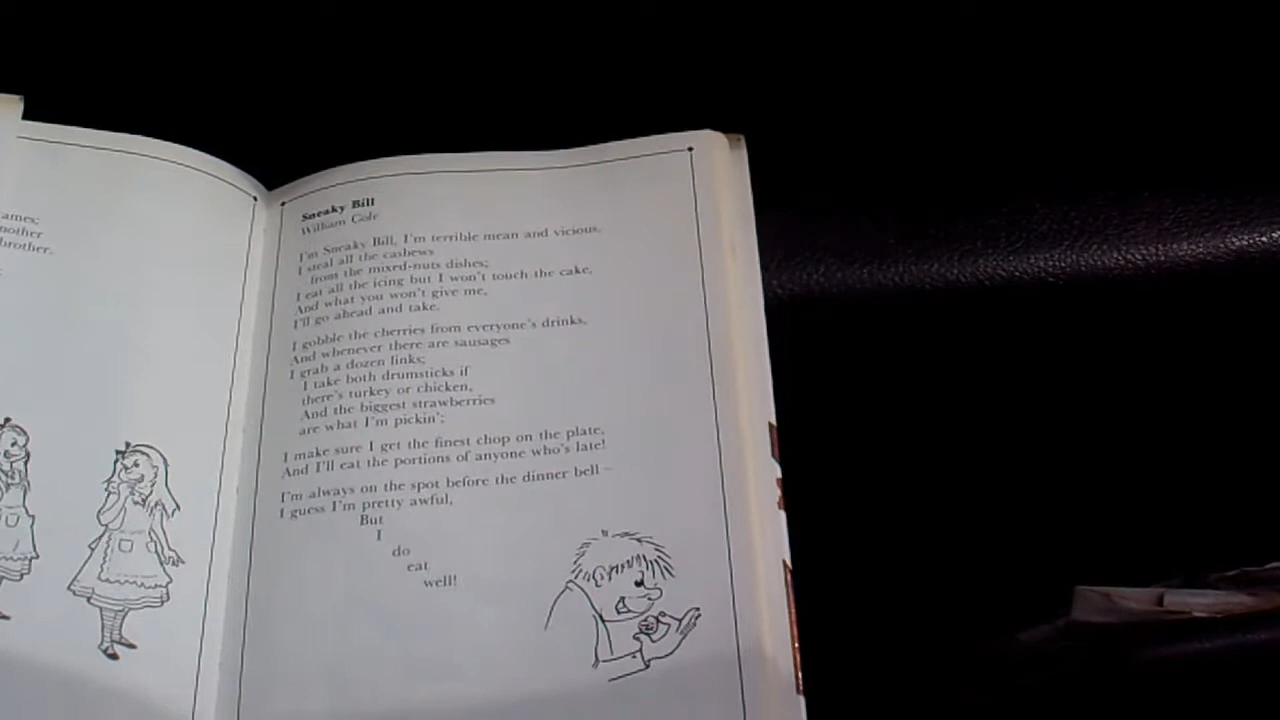 ames;
nother
brother.
Sneaky Bill
William Cole
I'm Sneaky Bill, I'm terrible mean and vicious,
I steal all the cashews
from the mixed-nuts dishes;
I eat all the icing but I won't touch the cake,
And what you won't give me,
I'll go ahead and take.
I gobble the cherries from everyone's drinks,
And whenever there are sausages
I grab a dozen links;
I take both drumsticks if
there's turkey or chicken,
And the biggest strawberries
are what I'm pickin';
I make sure I get the finest chop on the plate,
And I'll eat the portions of anyone who's late!
I'm always on the spot before the dinner bell –
I guess I'm pretty awful,
But
I
do
eat
well!